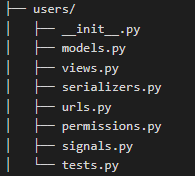 ├── users/
│   ├── __init__.py
│   ├── models.py
│   ├── views.py
│   ├── serializers.py
│   ├── urls.py
│   ├── permissions.py
│   ├── signals.py
│   └── tests.py